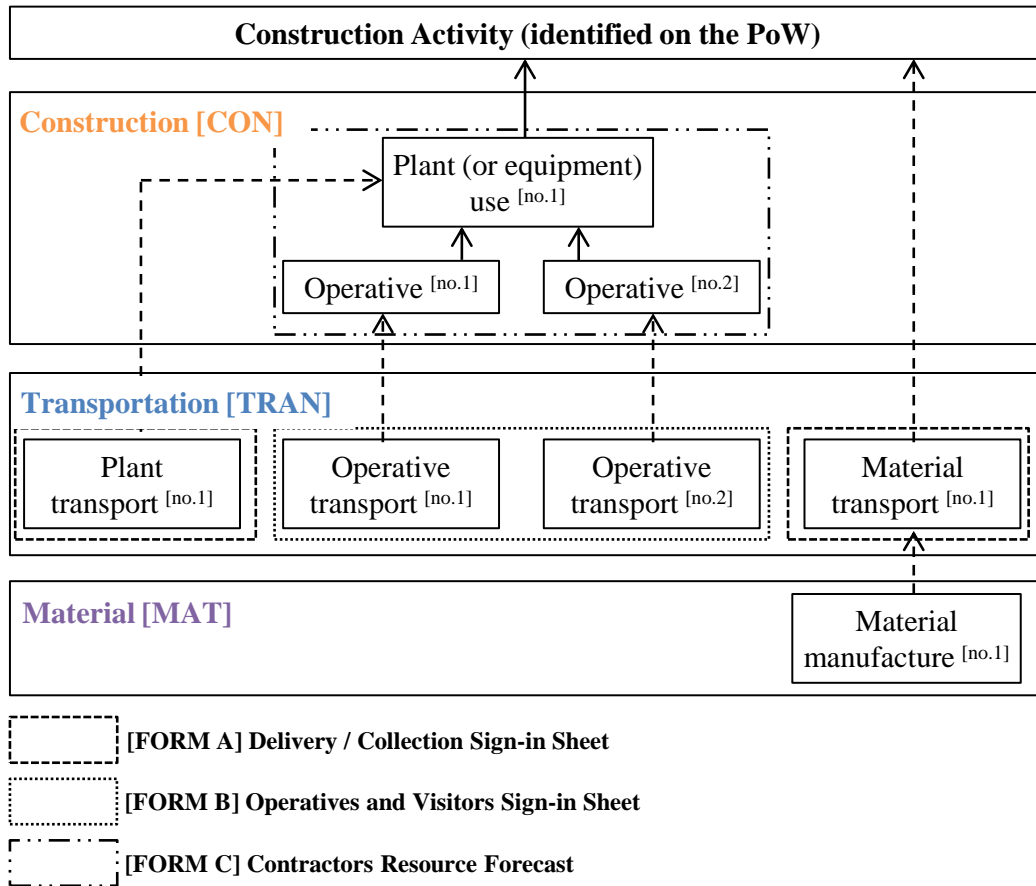 Construction Activity (identified on the PoW)
Construction [CON]
Plant (or equipment)
use [no.1]
Operative [no.1]
Operative [no.2]
Transportation [TRAN]
Plant
transport [no.1]
Operative
transport [no.1]
Operative
transport [no.2]
Material
transport [no.1]
Material [MAT]
Material
manufacture [no.1]
[FORM A] Delivery / Collection Sign-in Sheet
[FORM B] Operatives and Visitors Sign-in Sheet
[FORM C] Contractors Resource Forecast